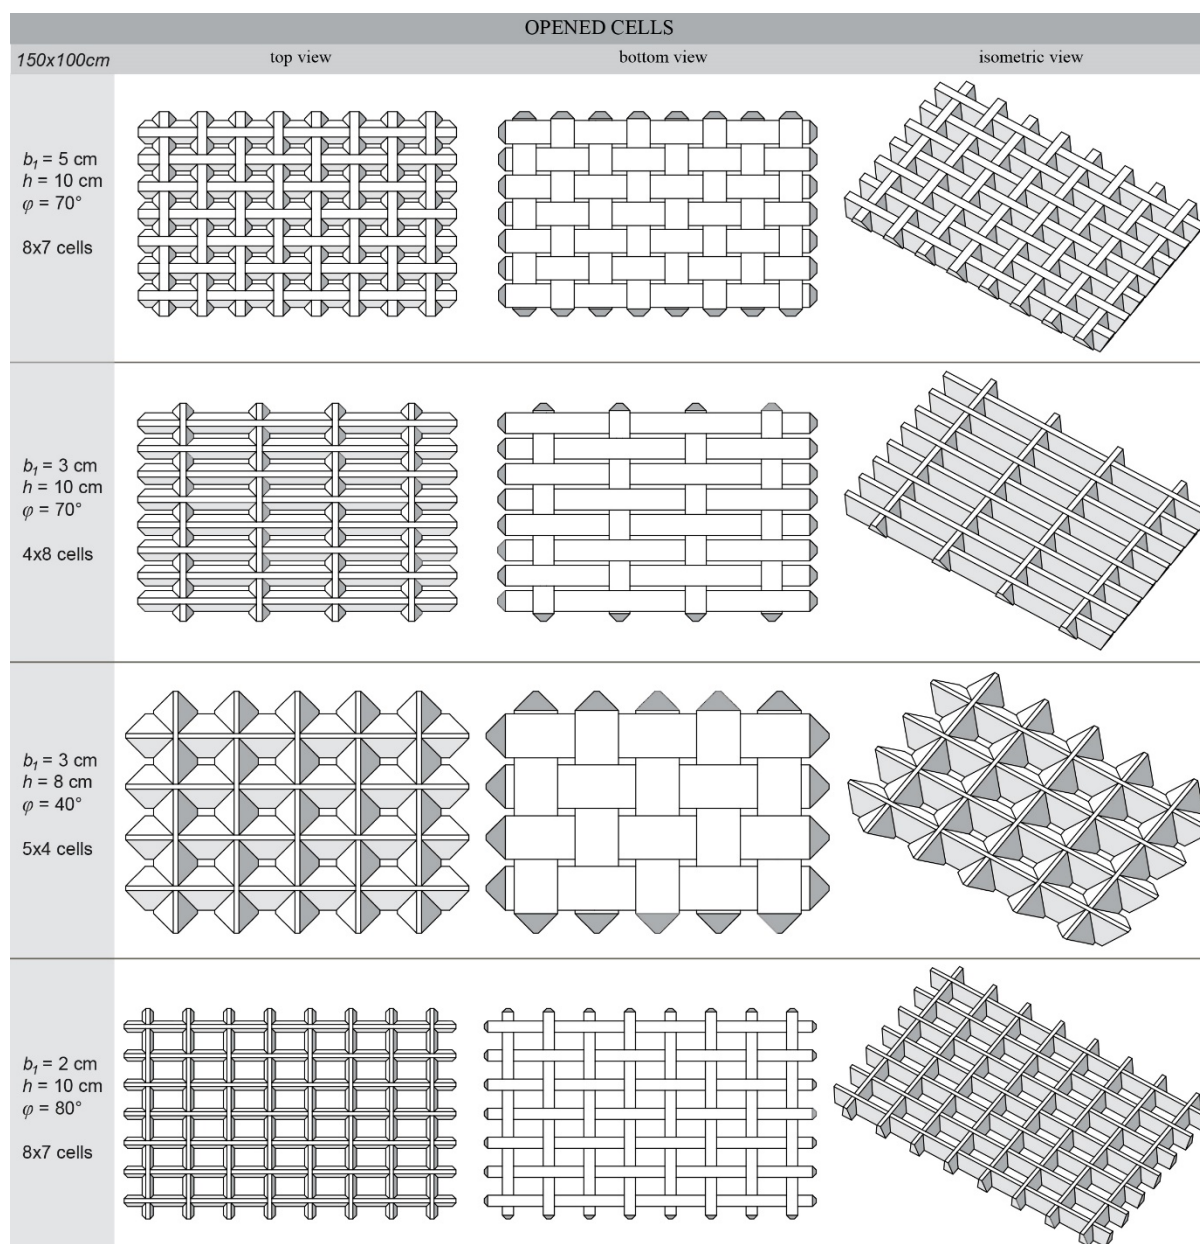 OPENED CELLS
150x100cm top view bottom view isometric view
b₁ = 5 cm
h = 10 cm
φ = 70°
8x7 cells
b₁ = 3 cm
h = 10 cm
φ = 70°
4x8 cells
b₁ = 3 cm
h = 8 cm
φ = 40°
5x4 cells
b₁ = 2 cm
h = 10 cm
φ = 80°
8x7 cells